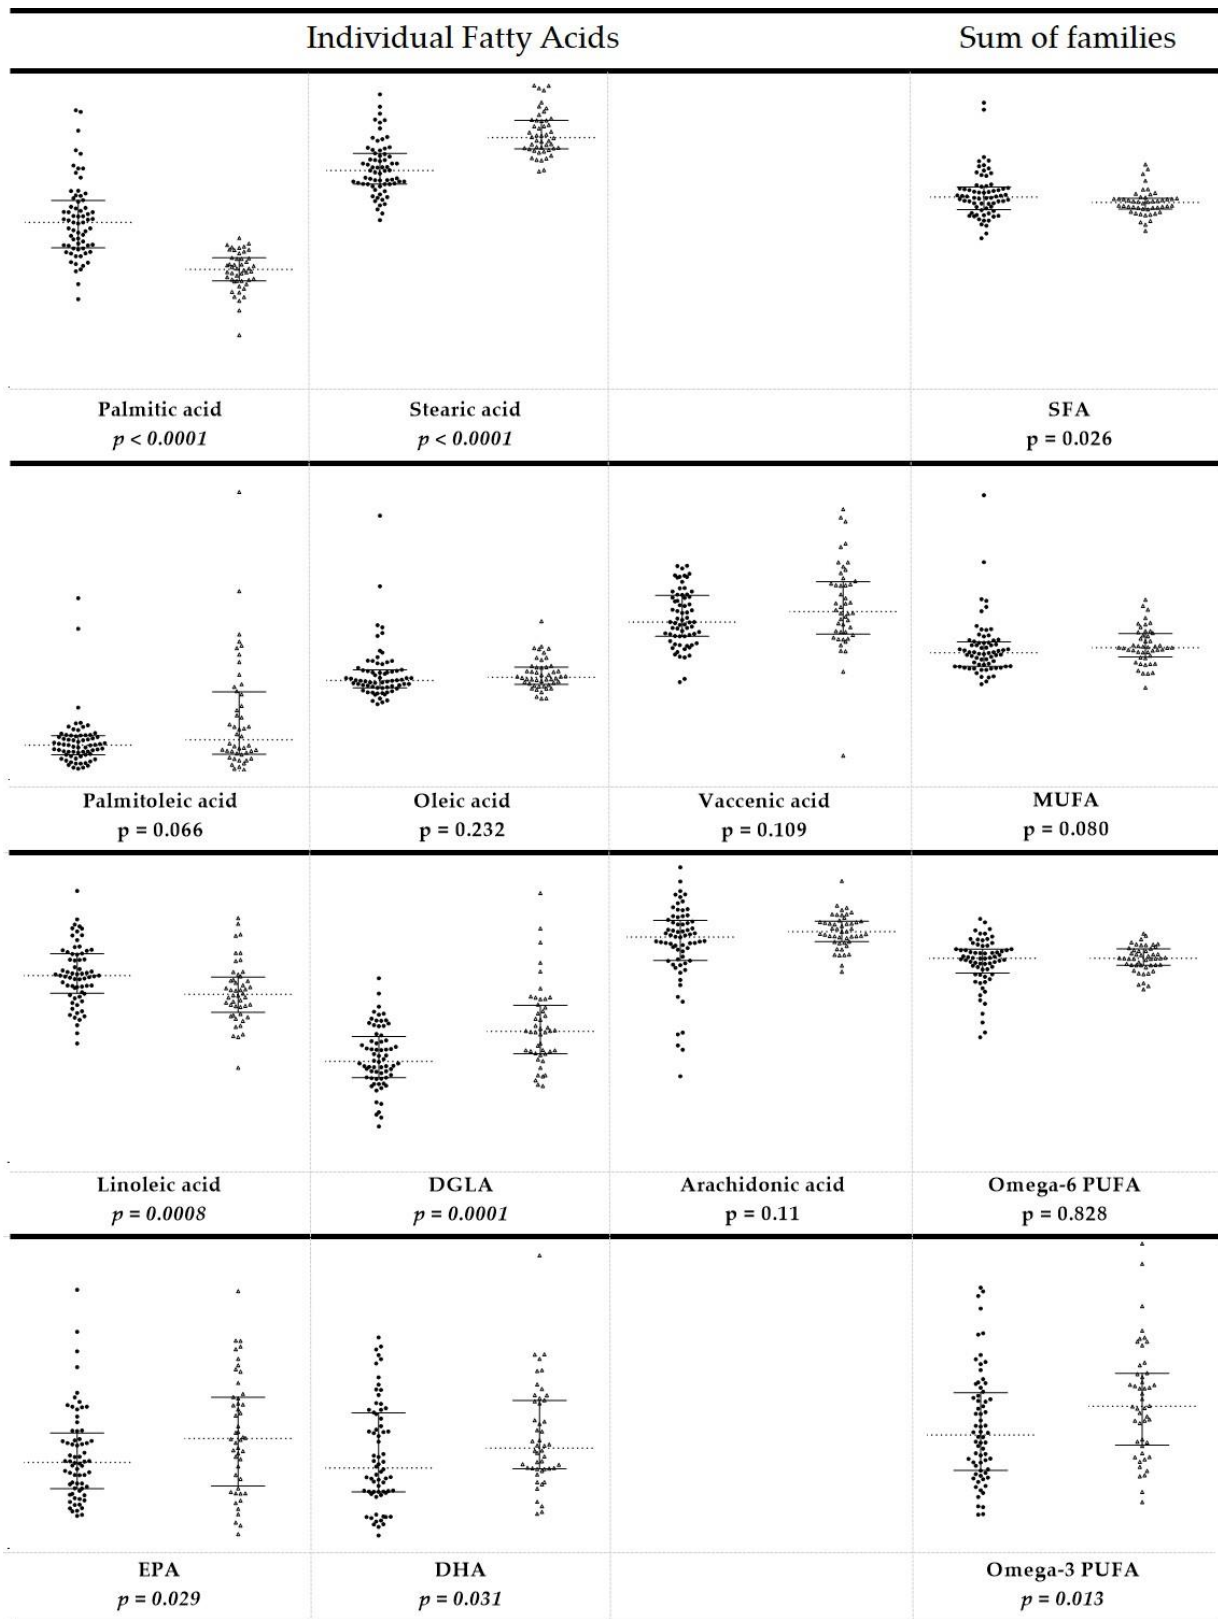 Individual Fatty Acids
Sum of families
Palmitic acid
p < 0.0001
Stearic acid
p < 0.0001
SFA
p = 0.026
Palmitoleic acid
p = 0.066
Oleic acid
p = 0.232
Vaccenic acid
p = 0.109
MUFA
p = 0.080
Linoleic acid
p = 0.0008
DGLA
p = 0.0001
Arachidonic acid
p = 0.11
Omega-6 PUFA
p = 0.828
EPA
p = 0.029
DHA
p = 0.031
Omega-3 PUFA
p = 0.013